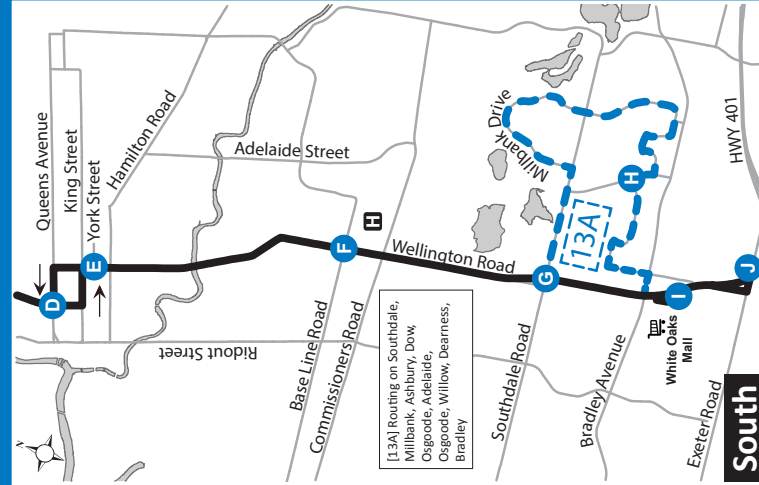 N
Queens Avenue
King Street
D
E
York Street
Hamilton Road
Adelaide Street
Ridout Street
F
H
Base Line Road
Commissioners Road
Wellington Road
Millbank Drive
[13A] Routing on Southdale,
Millbank, Ashbury, Dow,
Osgoode, Adelaide,
Osgoode, Willow, Dearness,
Bradley
G
13A
H
Southdale Road
Bradley Avenue
I
White Oaks
Mall
HWY 401
J
Exeter Road
South